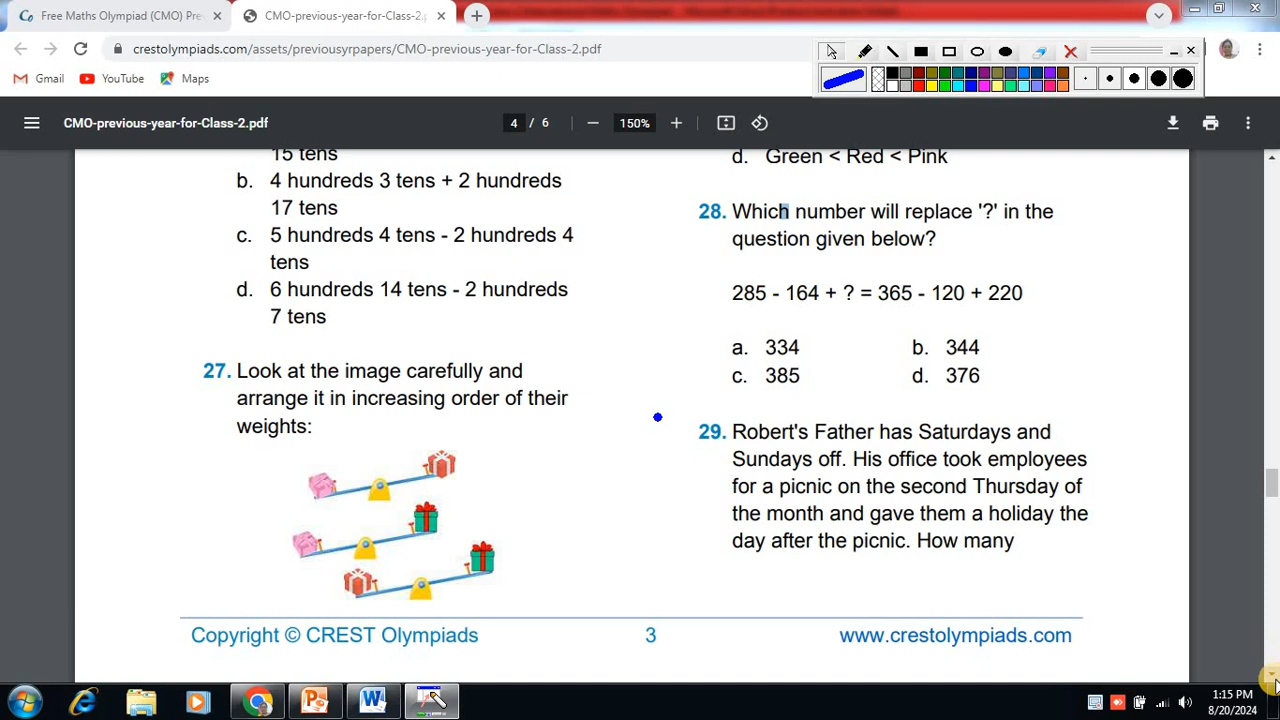 Free Maths Olympiad (CMO) Pre
CMO-previous-year-for-Class-2.p
crestolympiads.com/assets/previousyrpapers/CMO-previous-year-for-Class-2.pdf
Gmail
YouTube
Maps
CMO-previous-year-for-Class-2.pdf
4 / 6
150%
15 tens
b. 4 hundreds 3 tens + 2 hundreds
17 tens
c. 5 hundreds 4 tens - 2 hundreds 4
tens
d. 6 hundreds 14 tens - 2 hundreds
7 tens
27. Look at the image carefully and
arrange it in increasing order of their
weights:
d. Green < Red < Pink
28. Which number will replace '?' in the
question given below?
285 - 164 + ? = 365 - 120 + 220
a. 334 b. 344
c. 385 d. 376
29. Robert's Father has Saturdays and
Sundays off. His office took employees
for a picnic on the second Thursday of
the month and gave them a holiday the
day after the picnic. How many
Copyright © CREST Olympiads
3
www.crestolympiads.com
1:15 PM
8/20/2024